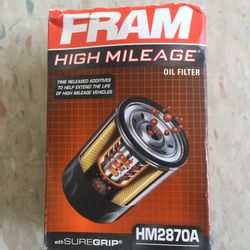 FRAM
HIGH MILEAGE®
OIL FILTER
TIME RELEASED ADDITIVES
TO HELP EXTEND THE LIFE
OF HIGH MILEAGE VEHICLES
with SUREGRIP®
HM2870A